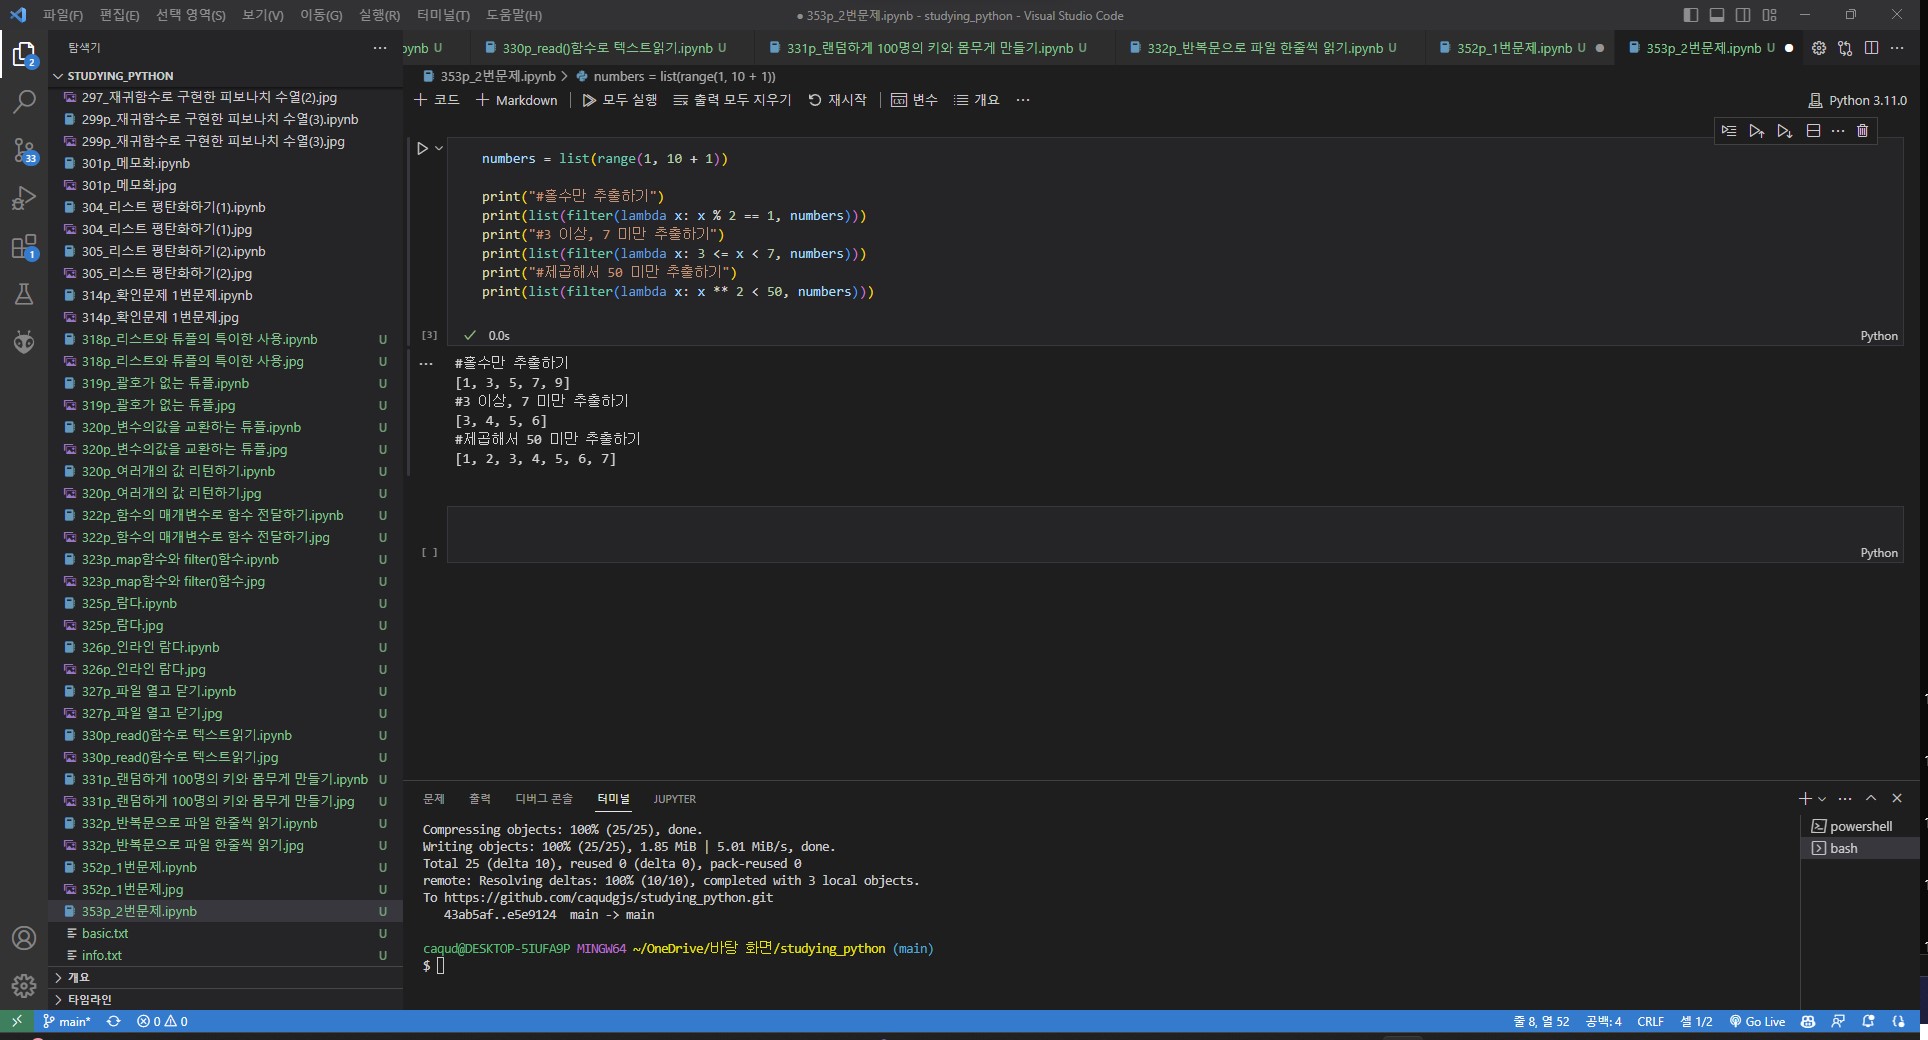 파일(F) 편집(E) 선택 영역(S) 보기(V) 이동(G) 실행(R) 터미널(T) 도움말(H)
● 353p_2번문제.ipynb - studying_python - Visual Studio Code
탐색기
STUDYING_PYTHON
297_재귀함수로 구현한 피보나치 수열(2).jpg
299p_재귀함수로 구현한 피보나치 수열(3).ipynb
299p_재귀함수로 구현한 피보나치 수열(3).jpg
301p_메모화.ipynb
301p_메모화.jpg
304_리스트 평탄화하기(1).ipynb
304_리스트 평탄화하기(1).jpg
305_리스트 평탄화하기(2).ipynb
305_리스트 평탄화하기(2).jpg
314p_확인문제 1번문제.ipynb
314p_확인문제 1번문제.jpg
318p_리스트와 튜플의 특이한 사용.ipynb U
318p_리스트와 튜플의 특이한 사용.jpg U
319p_괄호가 없는 튜플.ipynb U
319p_괄호가 없는 튜플.jpg U
320p_변수의값을 교환하는 튜플.ipynb U
320p_변수의값을 교환하는 튜플.jpg U
320p_여러개의 값 리턴하기.ipynb U
320p_여러개의 값 리턴하기.jpg U
322p_함수의 매개변수로 함수 전달하기.ipynb U
322p_함수의 매개변수로 함수 전달하기.jpg U
323p_map함수와 filter()함수.ipynb U
323p_map함수와 filter()함수.jpg U
325p_람다.ipynb U
325p_람다.jpg U
326p_인라인 람다.ipynb U
326p_인라인 람다.jpg U
327p_파일 열고 닫기.ipynb U
327p_파일 열고 닫기.jpg U
330p_read()함수로 텍스트읽기.ipynb U
330p_read()함수로 텍스트읽기.jpg U
331p_랜덤하게 100명의 키와 몸무게 만들기.ipynb U
331p_랜덤하게 100명의 키와 몸무게 만들기.jpg U
332p_반복문으로 파일 한줄씩 읽기.ipynb U
332p_반복문으로 파일 한줄씩 읽기.jpg U
352p_1번문제.ipynb U
352p_1번문제.jpg U
353p_2번문제.ipynb U
basic.txt U
info.txt U
개요
타임라인
2
33
1
ynb U 330p_read()함수로 텍스트읽기.ipynb U 331p_랜덤하게 100명의 키와 몸무게 만들기.ipynb U 332p_반복문으로 파일 한줄씩 읽기.ipynb U 352p_1번문제.ipynb U ● 353p_2번문제.ipynb U ●
353p_2번문제.ipynb > numbers = list(range(1, 10 + 1))
+ 코드 + Markdown 모두 실행 출력 모두 지우기 재시작 변수 개요 ···
Python 3.11.0
numbers = list(range(1, 10 + 1))
print("#홀수만 추출하기")
print(list(filter(lambda x: x % 2 == 1, numbers)))
print("#3 이상, 7 미만 추출하기")
print(list(filter(lambda x: 3 <= x < 7, numbers)))
print("#제곱해서 50 미만 추출하기")
print(list(filter(lambda x: x ** 2 < 50, numbers)))
[3] ✓ 0.0s Python
#홀수만 추출하기
[1, 3, 5, 7, 9]
#3 이상, 7 미만 추출하기
[3, 4, 5, 6]
#제곱해서 50 미만 추출하기
[1, 2, 3, 4, 5, 6, 7]
[ ] Python
문제 출력 디버그 콘솔 터미널 JUPYTER
Compressing objects: 100% (25/25), done.
Writing objects: 100% (25/25), 1.85 MiB | 5.01 MiB/s, done.
Total 25 (delta 10), reused 0 (delta 0), pack-reused 0
remote: Resolving deltas: 100% (10/10), completed with 3 local objects.
To https://github.com/caqudgjs/studying_python.git
43ab5af..e5e9124 main -> main
caqud@DESKTOP-5IUFA9P MINGW64 ~/OneDrive/바탕 화면/studying_python (main)
$
powershell
bash
main* 0 0
줄 8, 열 52 공백: 4 CRLF 셀 1/2 Go Live